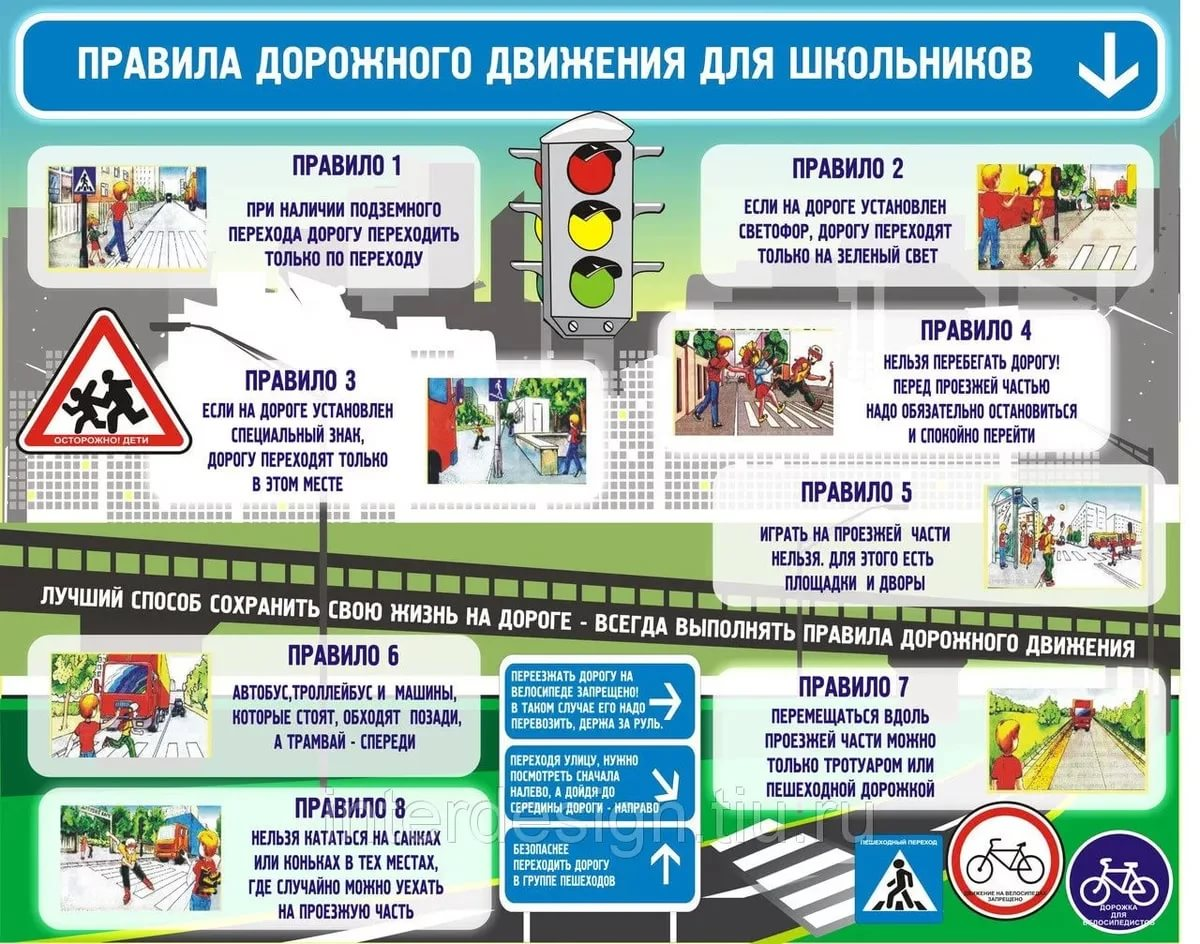 ПРАВИЛА ДОРОЖНОГО ДВИЖЕНИЯ ДЛЯ ШКОЛЬНИКОВ
ПРАВИЛО 1
ПРИ НАЛИЧИИ ПОДЗЕМНОГО
ПЕРЕХОДА ДОРОГУ ПЕРЕХОДИТЬ
ТОЛЬКО ПО ПЕРЕХОДУ
ПРАВИЛО 2
ЕСЛИ НА ДОРОГЕ УСТАНОВЛЕН
СВЕТОФОР, ДОРОГУ ПЕРЕХОДЯТ
ТОЛЬКО НА ЗЕЛЕНЫЙ СВЕТ
ОСТОРОЖНО! ДЕТИ
ПРАВИЛО 3
ЕСЛИ НА ДОРОГЕ УСТАНОВЛЕН
СПЕЦИАЛЬНЫЙ ЗНАК,
ДОРОГУ ПЕРЕХОДЯТ ТОЛЬКО
В ЭТОМ МЕСТЕ
ПРАВИЛО 4
НЕЛЬЗЯ ПЕРЕБЕГАТЬ ДОРОГУ!
ПЕРЕД ПРОЕЗЖЕЙ ЧАСТЬЮ
НАДО ОБЯЗАТЕЛЬНО ОСТАНОВИТЬСЯ
И СПОКОЙНО ПЕРЕЙТИ
ПРАВИЛО 5
ИГРАТЬ НА ПРОЕЗЖЕЙ ЧАСТИ
НЕЛЬЗЯ. ДЛЯ ЭТОГО ЕСТЬ
ПЛОЩАДКИ И ДВОРЫ
ЛУЧШИЙ СПОСОБ СОХРАНИТЬ СВОЮ ЖИЗНЬ НА ДОРОГЕ - ВСЕГДА ВЫПОЛНЯТЬ ПРАВИЛА ДОРОЖНОГО ДВИЖЕНИЯ
ПРАВИЛО 6
АВТОБУС,ТРОЛЛЕЙБУС И МАШИНЫ,
КОТОРЫЕ СТОЯТ, ОБХОДЯТ ПОЗАДИ,
А ТРАМВАЙ - СПЕРЕДИ
ПЕРЕЕЗЖАТЬ ДОРОГУ НА
ВЕЛОСИПЕДЕ ЗАПРЕЩЕНО!
В ТАКОМ СЛУЧАЕ ЕГО НАДО
ПЕРЕВОЗИТЬ, ДЕРЖА ЗА РУЛЬ.
ПЕРЕХОДЯ УЛИЦУ, НУЖНО
ПОСМОТРЕТЬ СНАЧАЛА
НАЛЕВО, А ДОЙДЯ ДО
СЕРЕДИНЫ ДОРОГИ - НАПРАВО
БЕЗОПАСНЕЕ
ПЕРЕХОДИТЬ ДОРОГУ
В ГРУППЕ ПЕШЕХОДОВ
ПРАВИЛО 7
ПЕРЕМЕЩАТЬСЯ ВДОЛЬ
ПРОЕЗЖЕЙ ЧАСТИ МОЖНО
ТОЛЬКО ТРОТУАРОМ ИЛИ
ПЕШЕХОДНОЙ ДОРОЖКОЙ
ПРАВИЛО 8
НЕЛЬЗЯ КАТАТЬСЯ НА САНКАХ
ИЛИ КОНЬКАХ В ТЕХ МЕСТАХ,
ГДЕ СЛУЧАЙНО МОЖНО УЕХАТЬ
НА ПРОЕЗЖУЮ ЧАСТЬ
interdesign.tiu.ru
ПЕШЕХОДНЫЙ ПЕРЕХОД
ДВИЖЕНИЕ НА ВЕЛОСИПЕДАХ
ЗАПРЕЩЕНО
ДОРОЖКА
ДЛЯ
ВЕЛОСИПЕДИСТОВ